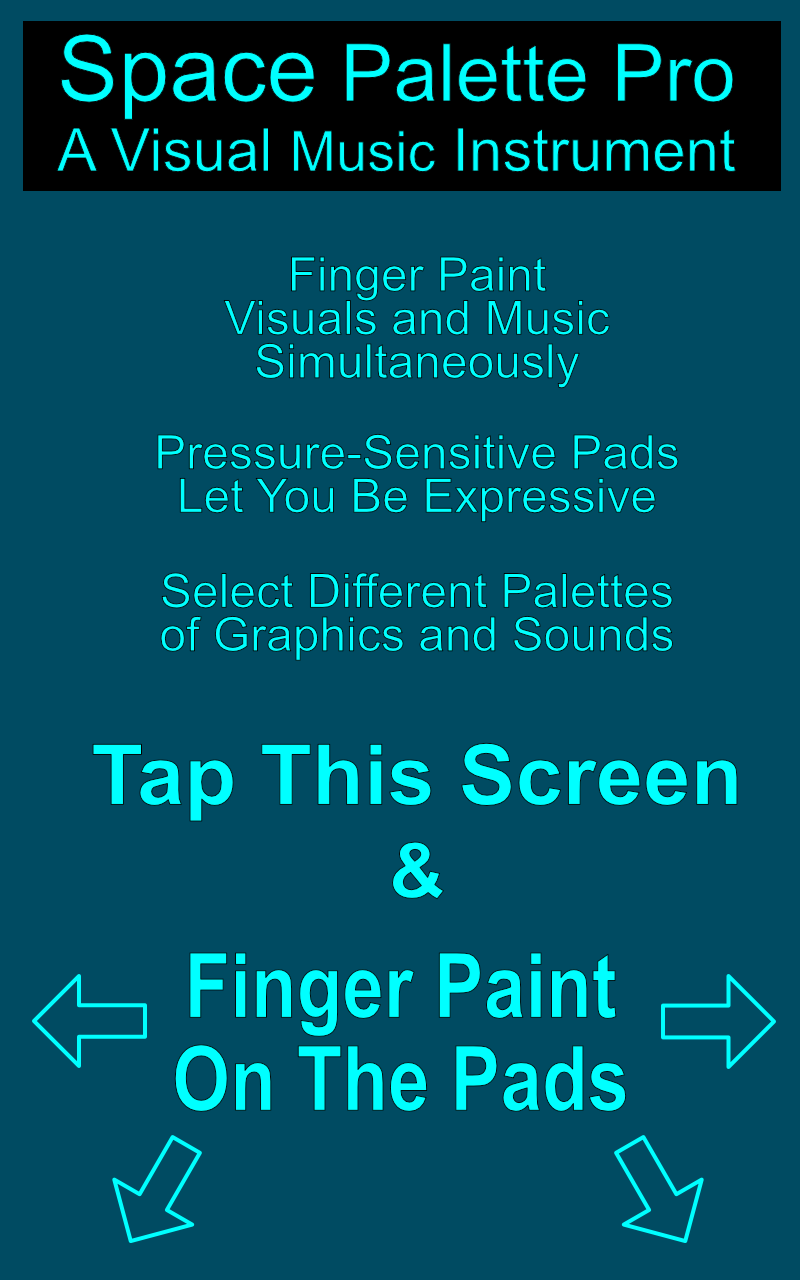 Space Palette Pro
A Visual Music Instrument
Finger Paint
Visuals and Music
Simultaneously
Pressure-Sensitive Pads
Let You Be Expressive
Select Different Palettes
of Graphics and Sounds
Tap This Screen
&
Finger Paint
On The Pads